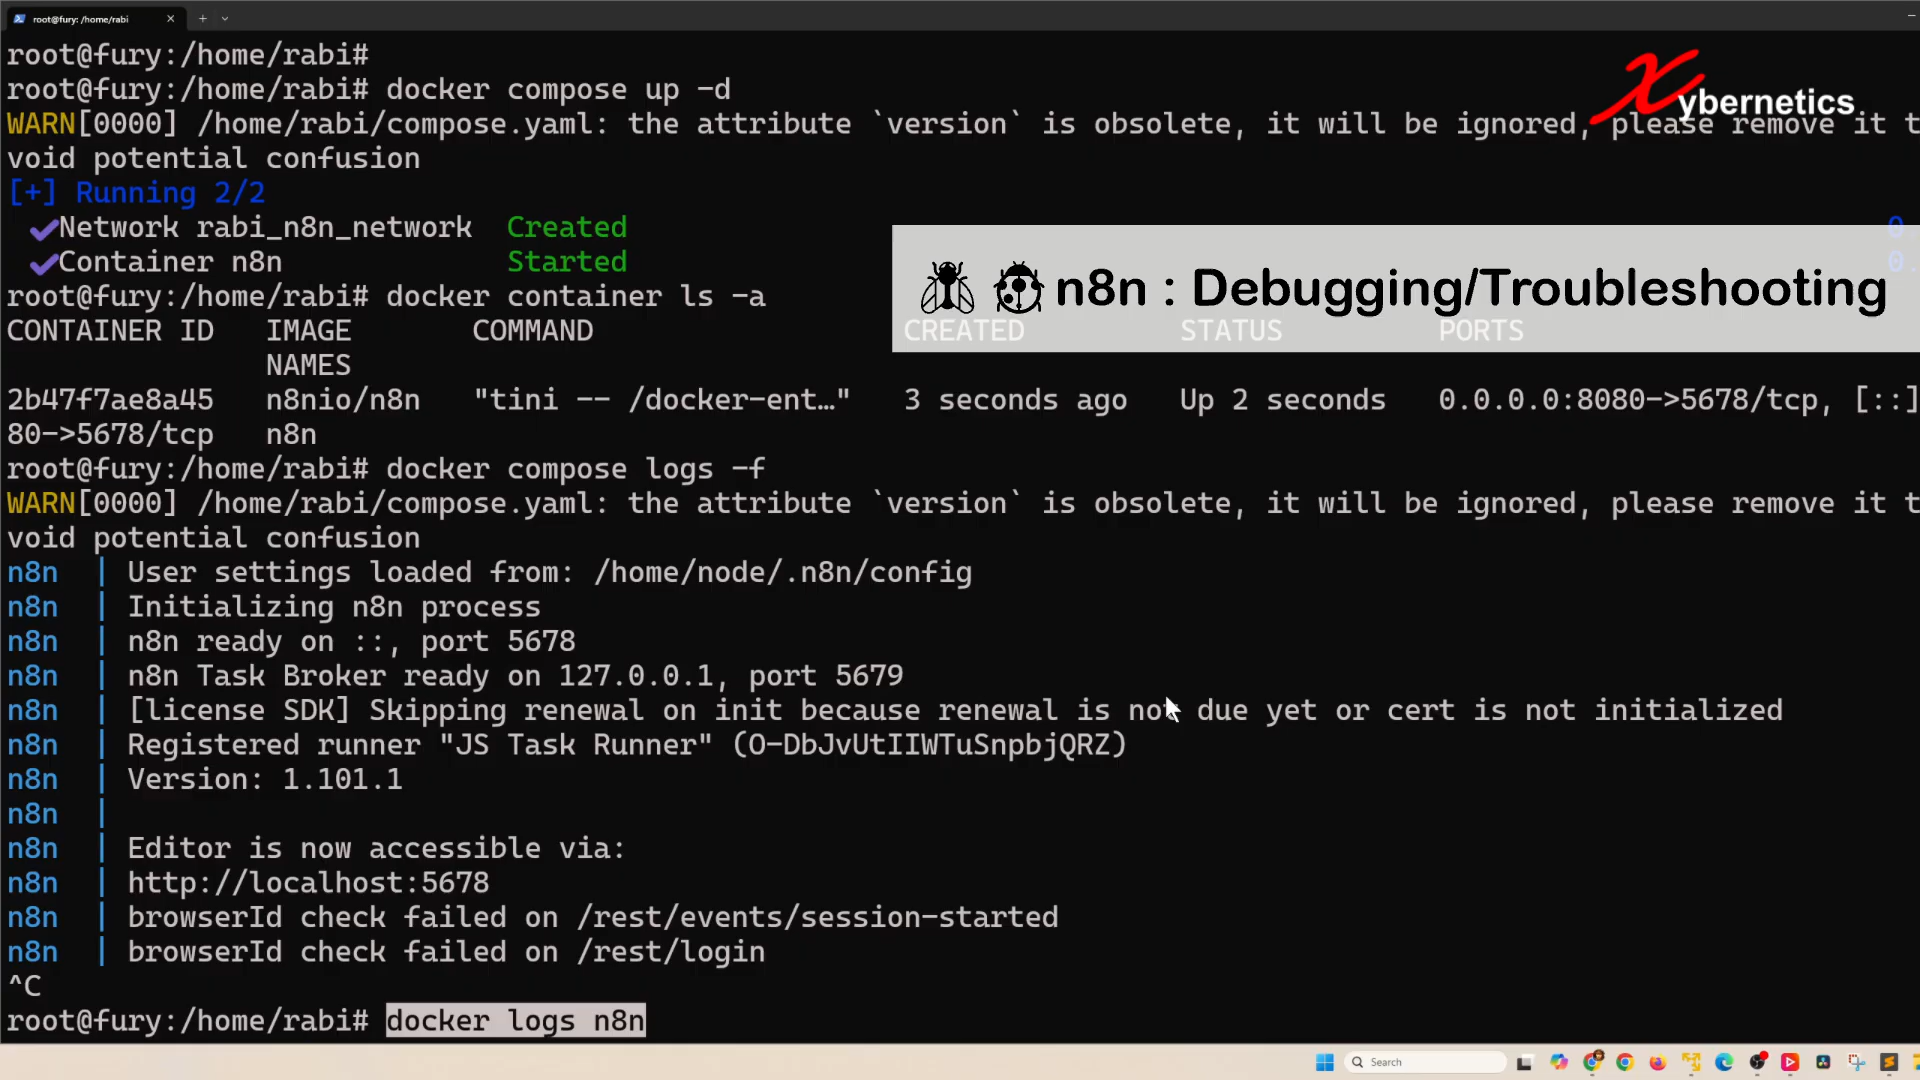 root@fury: /home/rabi
root@fury:/home/rabi#
root@fury:/home/rabi# docker compose up -d
WARN[0000] /home/rabi/compose.yaml: the attribute `version` is obsolete, it will be ignored, please remove it t
void potential confusion
[+] Running 2/2
Network rabi_n8n_network Created
Container n8n Started
Xybernetics
n8n : Debugging/Troubleshooting
root@fury:/home/rabi# docker container ls -a
CONTAINER ID IMAGE COMMAND CREATED STATUS PORTS
NAMES
2b47f7ae8a45 n8nio/n8n "tini -- /docker-ent…" 3 seconds ago Up 2 seconds 0.0.0.0:8080->5678/tcp, [::]
80->5678/tcp n8n
root@fury:/home/rabi# docker compose logs -f
WARN[0000] /home/rabi/compose.yaml: the attribute `version` is obsolete, it will be ignored, please remove it t
void potential confusion
n8n | User settings loaded from: /home/node/.n8n/config
n8n | Initializing n8n process
n8n | n8n ready on ::, port 5678
n8n | n8n Task Broker ready on 127.0.0.1, port 5679
n8n | [license SDK] Skipping renewal on init because renewal is not due yet or cert is not initialized
n8n | Registered runner "JS Task Runner" (O-DbJvUtIIWTuSnpbjQRZ)
n8n | Version: 1.101.1
n8n |
n8n | Editor is now accessible via:
n8n | http://localhost:5678
n8n | browserId check failed on /rest/events/session-started
n8n | browserId check failed on /rest/login
^C
root@fury:/home/rabi# docker logs n8n
Search